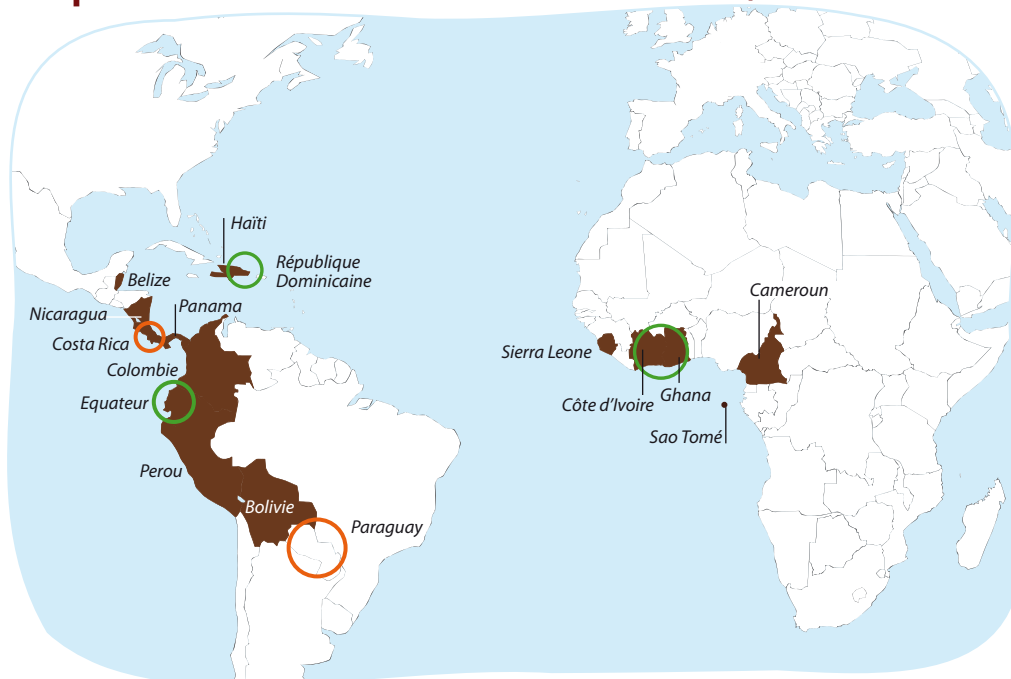 Haïti
République
Dominicaine
Belize
Cameroun
Nicaragua
Panama
Costa Rica
Sierra Leone
Colombie
Equateur
Côte d’Ivoire
Ghana
Sao Tomé
Perou
Bolivie
Paraguay